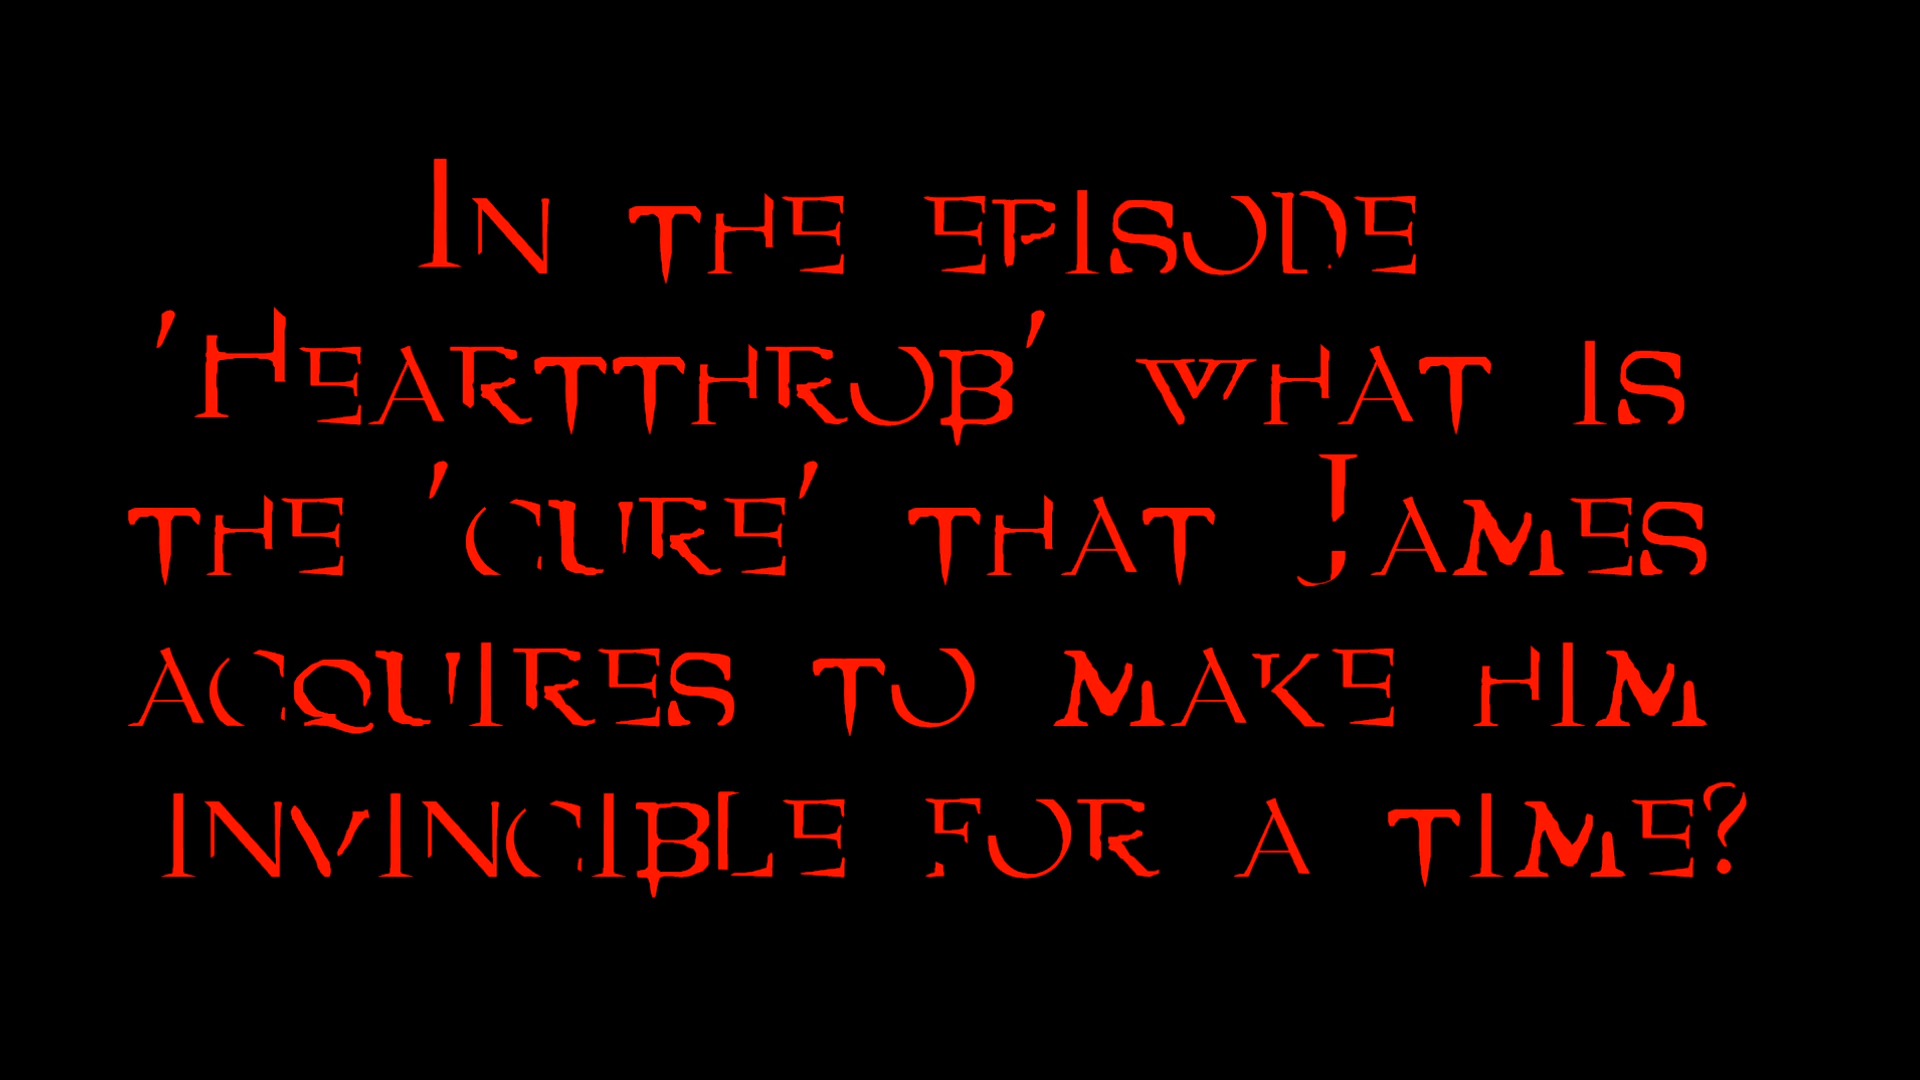 In the episode
'Heartthrob' what is
the 'cure' that James
acquires to make him
invincible for a time?